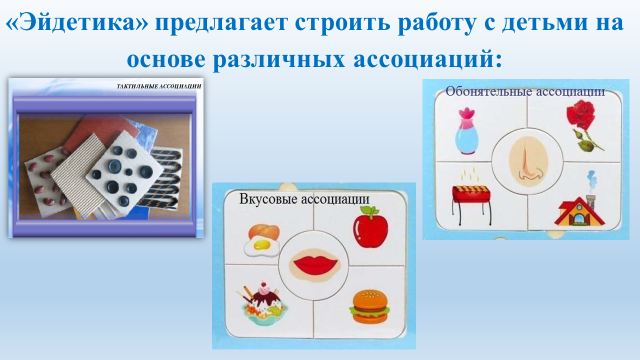 «Эйдетика» предлагает строить работу с детьми на
основе различных ассоциаций:
ТАКТИЛЬНЫЕ АССОЦИАЦИИ
Обонятельные ассоциации
Вкусовые ассоциации